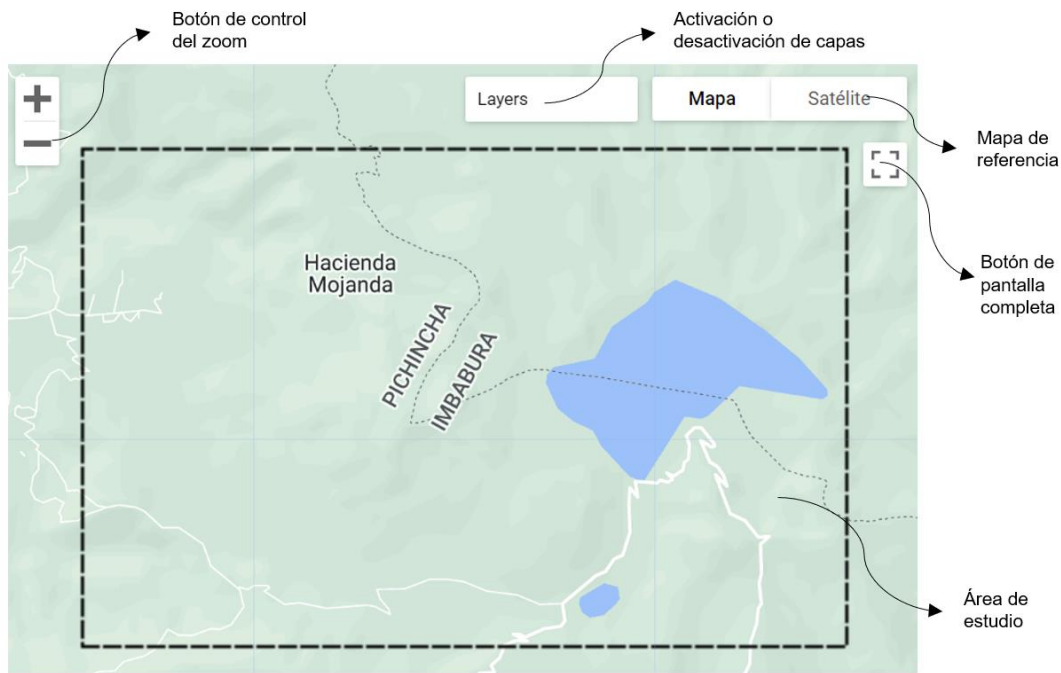 Botón de control
del zoom
Activación o
desactivación de capas
Layers
Mapa
Satélite
Mapa de
referencia
Hacienda
Mojanda
PICHINCHA
IMBABURA
Botón de
pantalla
completa
Área de
estudio